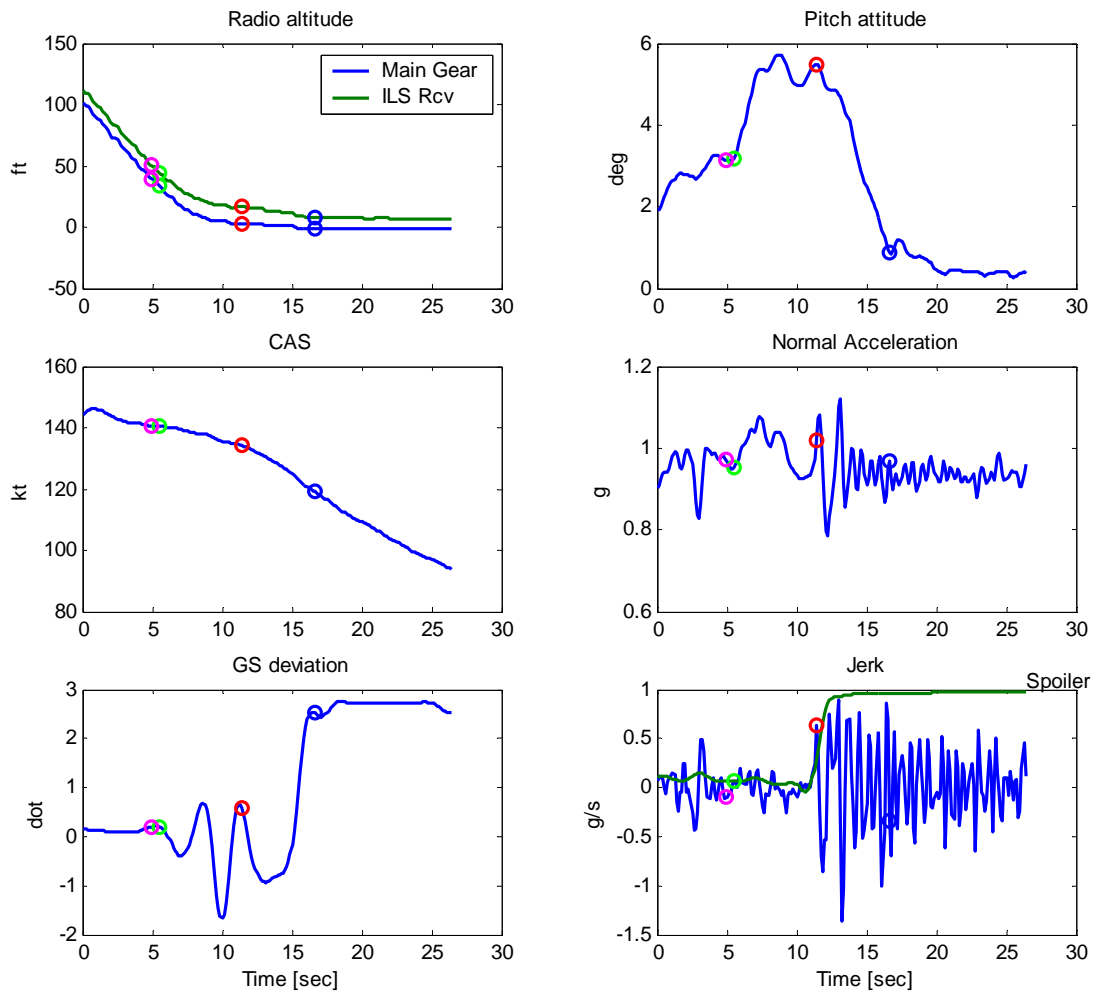 Radio altitude
150
100
50
0
-50
ft
Main Gear
ILS Rcv
0 5 10 15 20 25 30
Pitch attitude
6
4
2
0
deg
0 5 10 15 20 25 30
CAS
160
140
120
100
80
kt
0 5 10 15 20 25 30
Normal Acceleration
1.2
1
0.8
0.6
g
0 5 10 15 20 25 30
GS deviation
3
2
1
0
-1
-2
dot
0 5 10 15 20 25 30
Time [sec]
Jerk
Spoiler
1
0.5
0
-0.5
-1
-1.5
g/s
0 5 10 15 20 25 30
Time [sec]